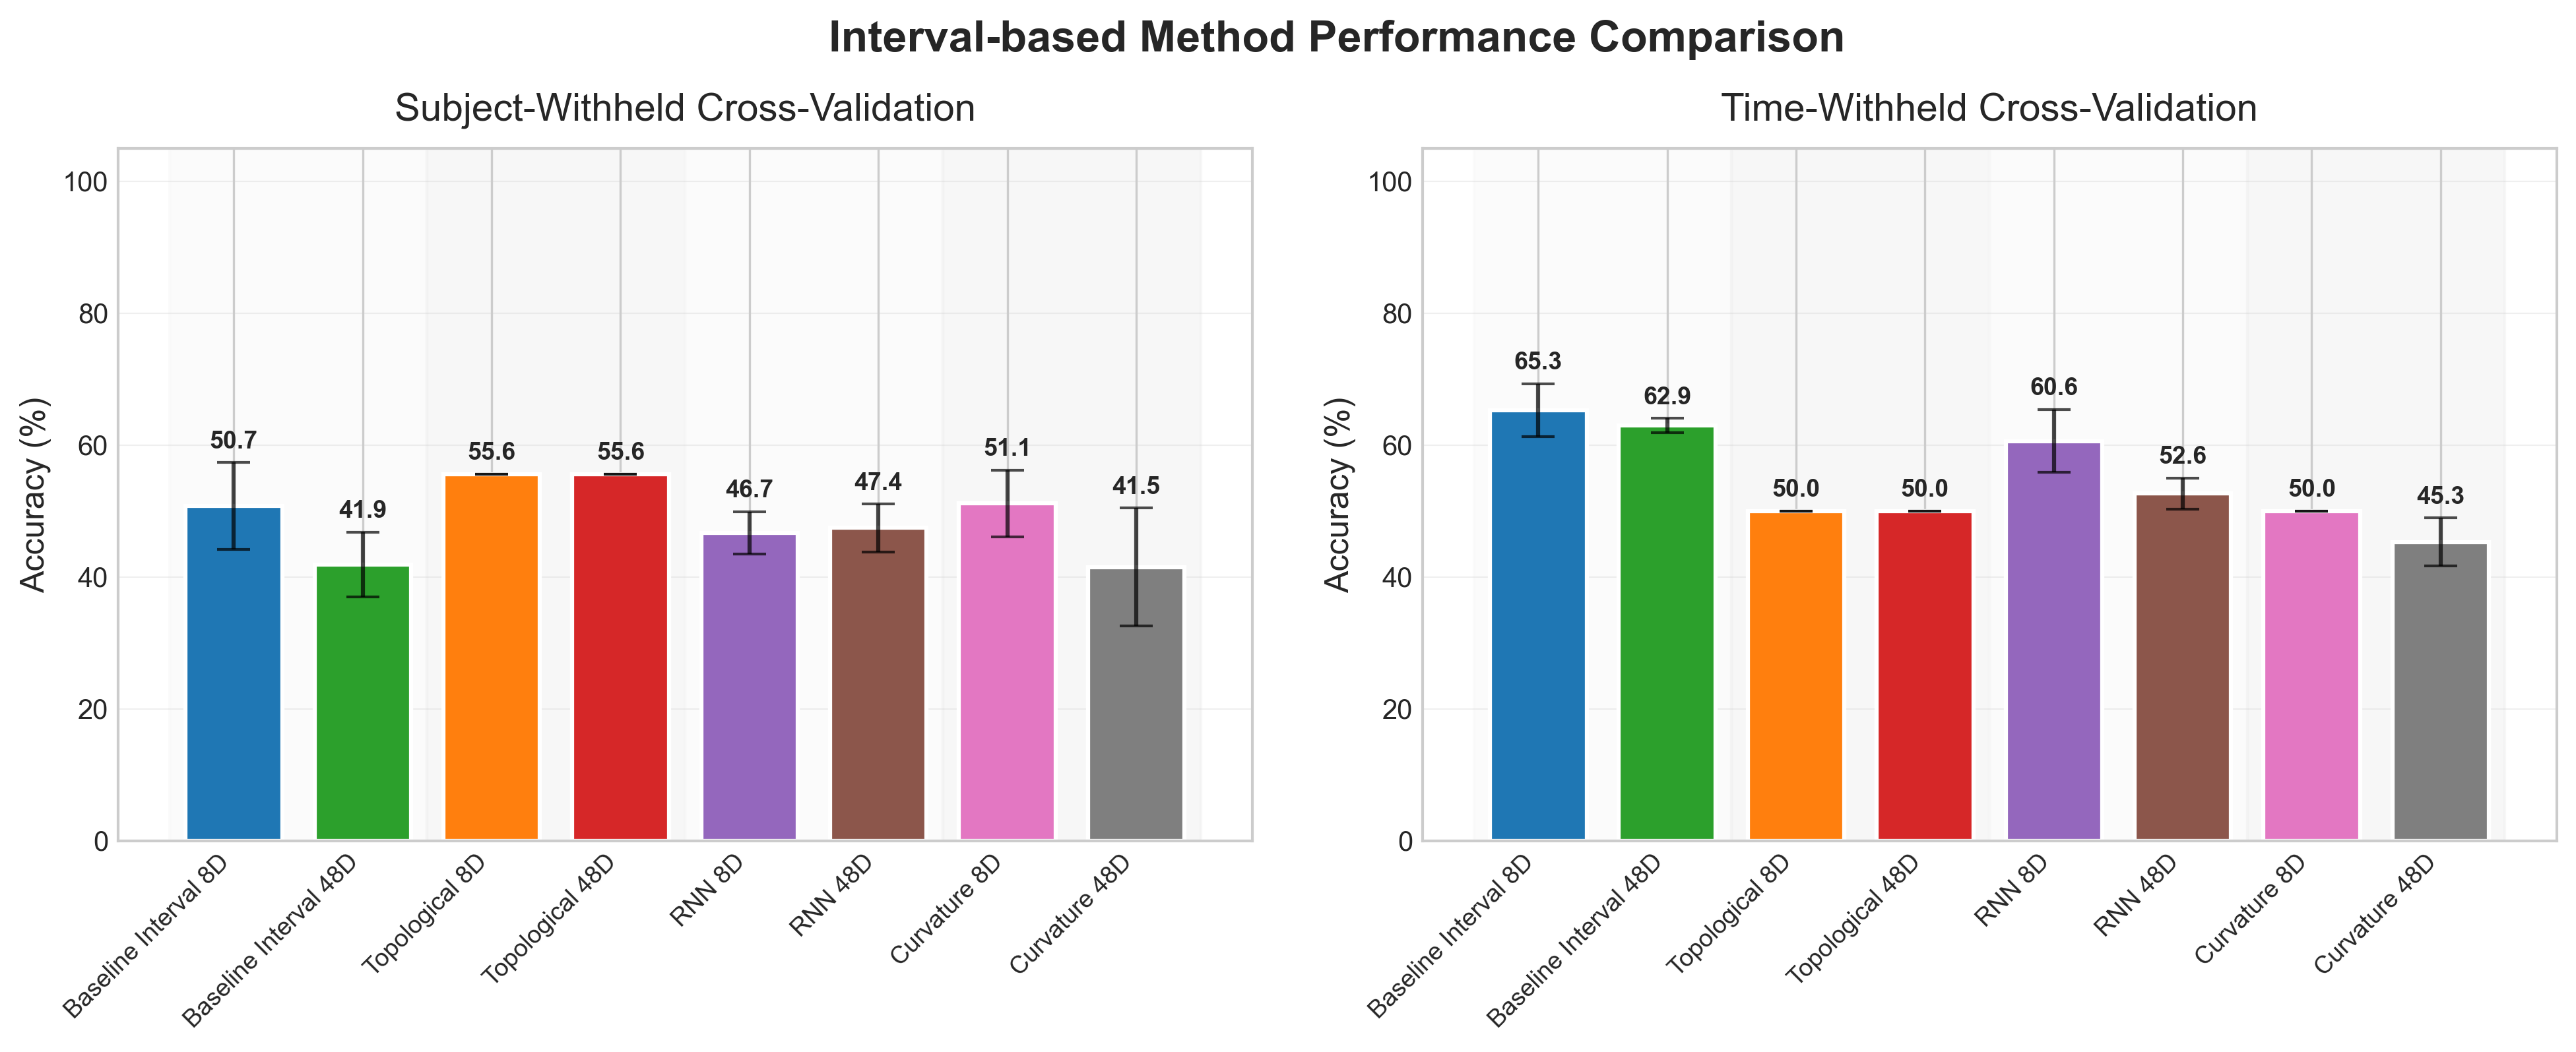 Interval-based Method Performance Comparison
Subject-Withheld Cross-Validation
Accuracy (%)
100
80
60
40
20
0
50.7
41.9
55.6
55.6
46.7
47.4
51.1
41.5
Baseline Interval 8D
Baseline Interval 48D
Topological 8D
Topological 48D
RNN 8D
RNN 48D
Curvature 8D
Curvature 48D
Time-Withheld Cross-Validation
Accuracy (%)
100
80
60
40
20
0
65.3
62.9
50.0
50.0
60.6
52.6
50.0
45.3
Baseline Interval 8D
Baseline Interval 48D
Topological 8D
Topological 48D
RNN 8D
RNN 48D
Curvature 8D
Curvature 48D